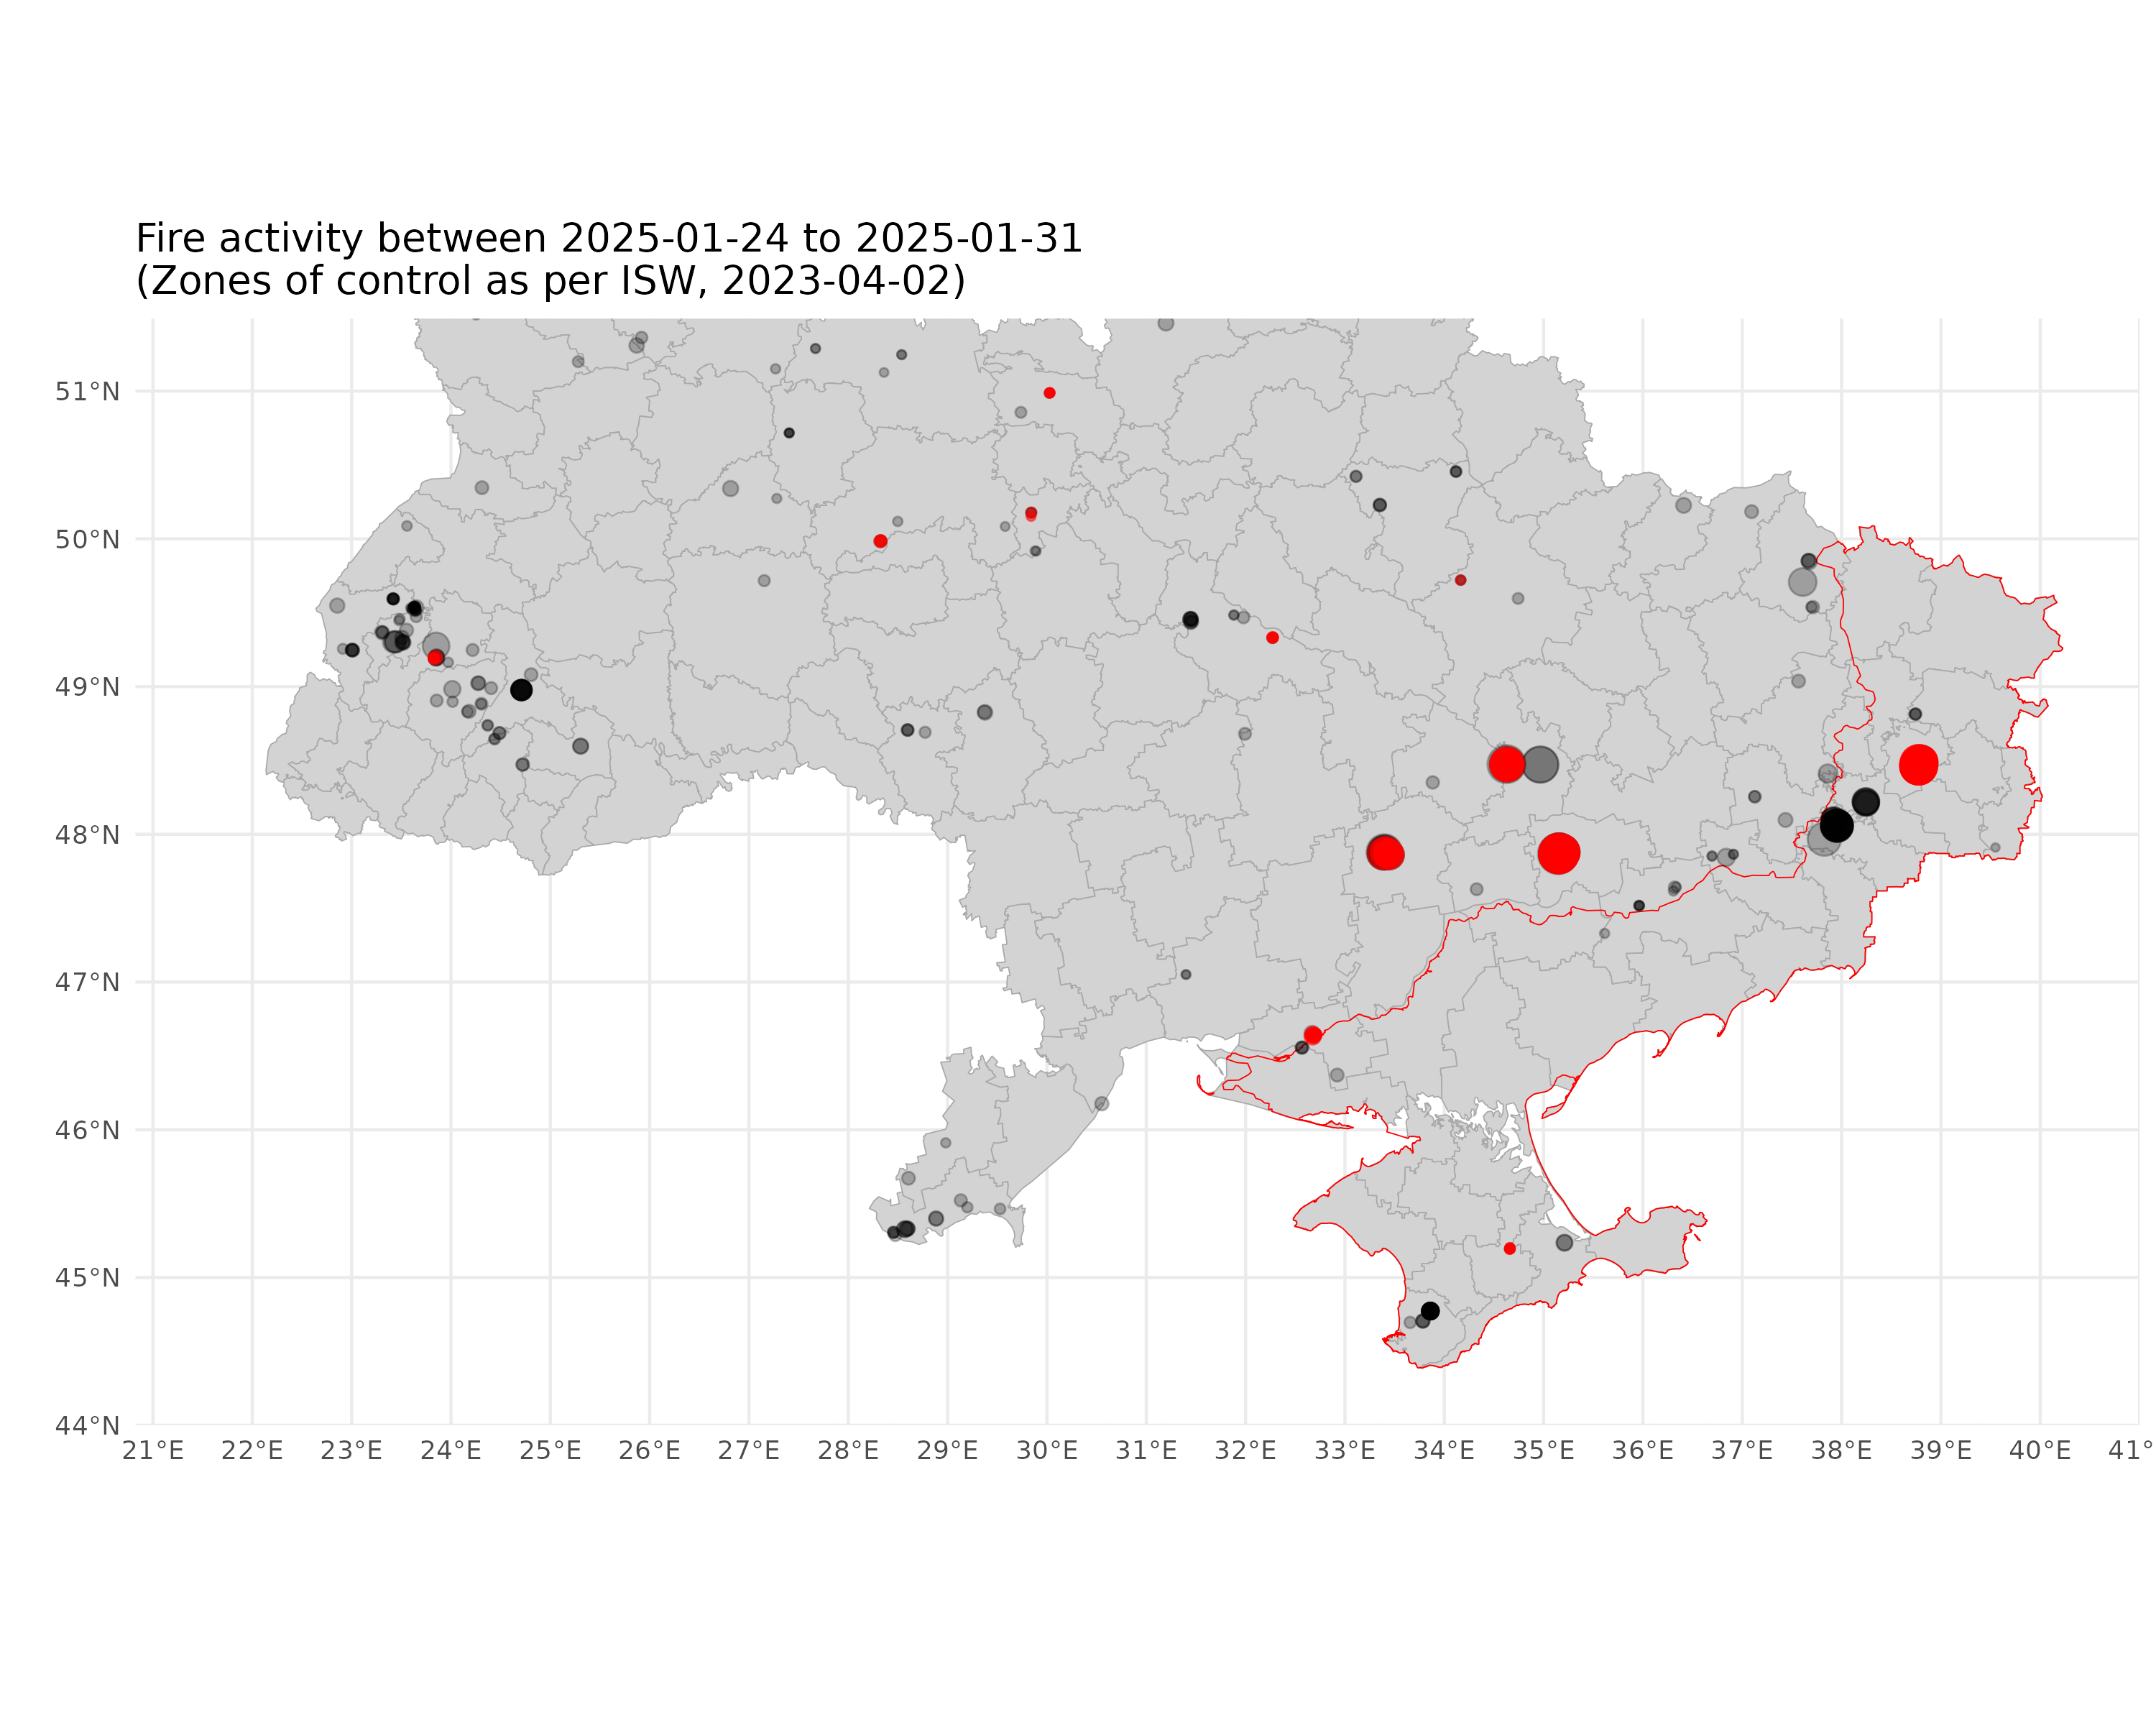 Fire activity between 2025-01-24 to 2025-01-31
(Zones of control as per ISW, 2023-04-02)
51°N
50°N
49°N
48°N
47°N
46°N
45°N
44°N
21°E 22°E 23°E 24°E 25°E 26°E 27°E 28°E 29°E 30°E 31°E 32°E 33°E 34°E 35°E 36°E 37°E 38°E 39°E 40°E 41°